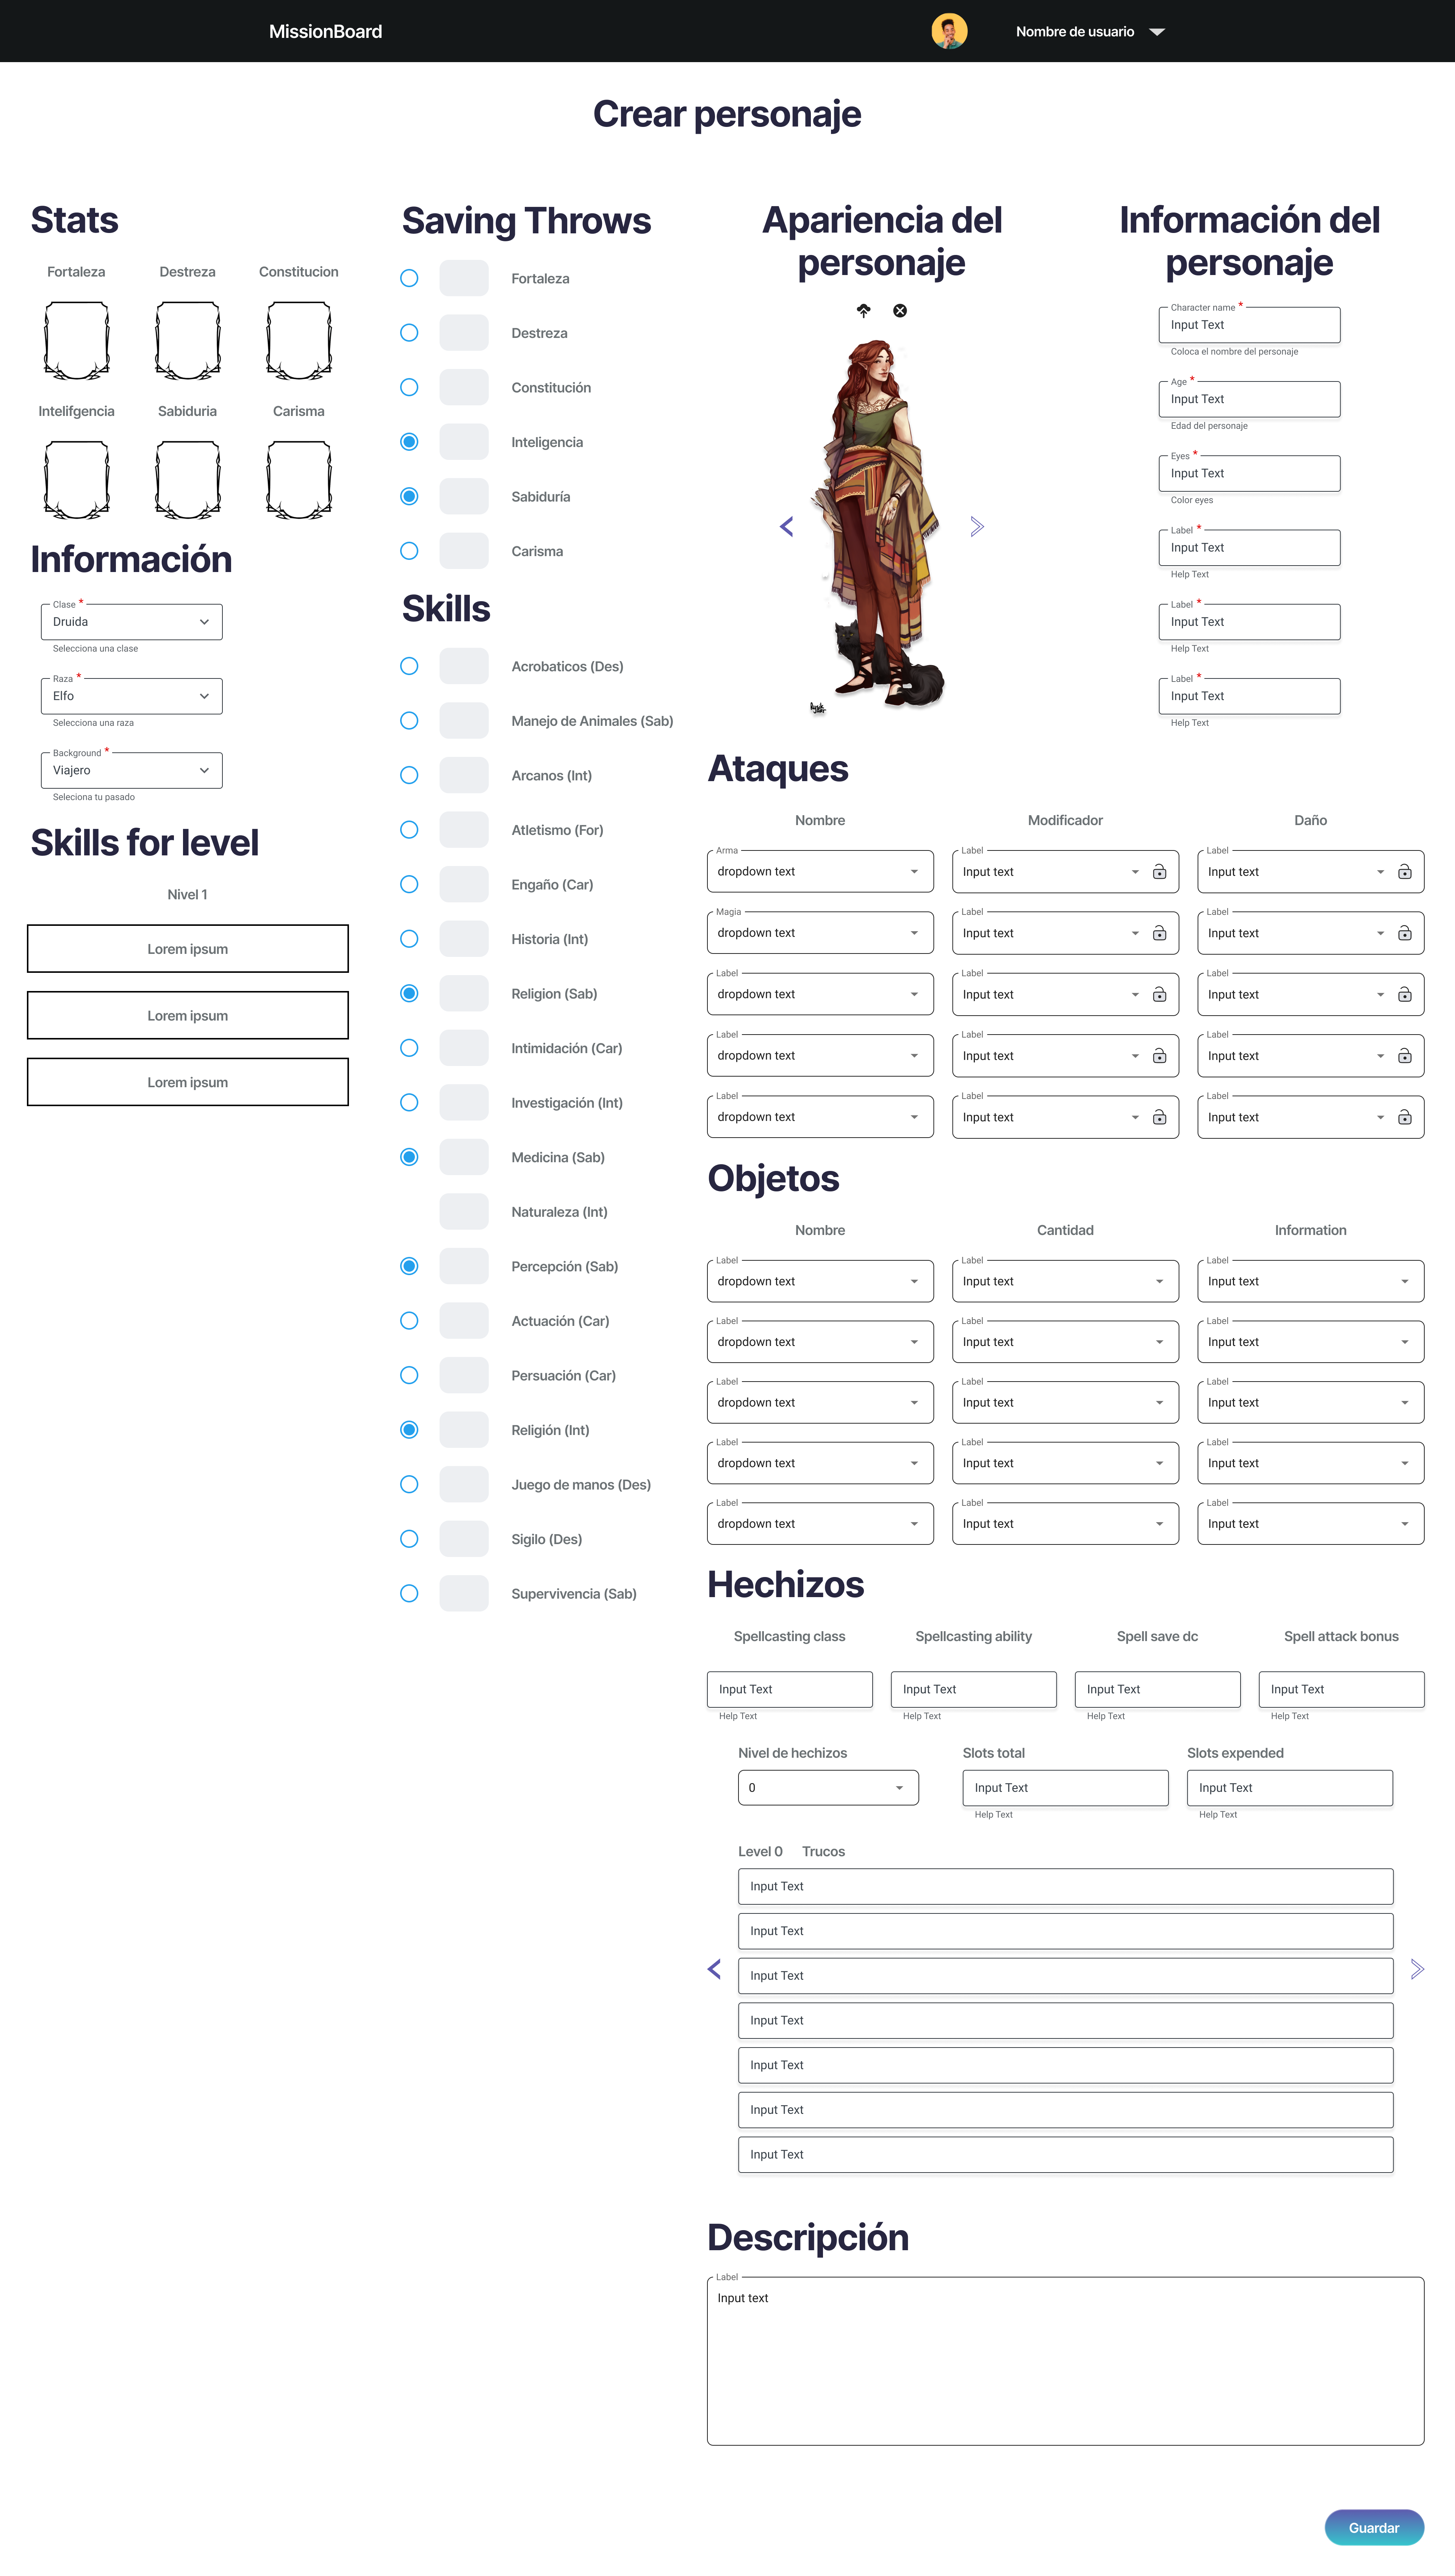 MissionBoard
Nombre de usuario
Crear personaje
Stats
Fortaleza
Destreza
Constitucion
Intelifgencia
Sabiduria
Carisma
Información
Clase *
Druida
Selecciona una clase
Raza *
Elfo
Selecciona una raza
Background *
Viajero
Seleciona tu pasado
Skills for level
Nivel 1
Lorem ipsum
Lorem ipsum
Lorem ipsum
Saving Throws
Fortaleza
Destreza
Constitución
Inteligencia
Sabiduría
Carisma
Skills
Acrobaticos (Des)
Manejo de Animales (Sab)
Arcanos (Int)
Atletismo (For)
Engaño (Car)
Historia (Int)
Religion (Sab)
Intimidación (Car)
Investigación (Int)
Medicina (Sab)
Naturaleza (Int)
Percepción (Sab)
Actuación (Car)
Persuación (Car)
Religión (Int)
Juego de manos (Des)
Sigilo (Des)
Supervivencia (Sab)
Apariencia del
personaje
Información del
personaje
Character name *
Input Text
Coloca el nombre del personaje
Age *
Input Text
Edad del personaje
Eyes *
Input Text
Color eyes
Label *
Input Text
Help Text
Label *
Input Text
Help Text
Label *
Input Text
Help Text
Ataques
Nombre
Modificador
Daño
Arma
dropdown text
Label
Input text
Label
Input text
Magia
dropdown text
Label
Input text
Label
Input text
Label
dropdown text
Label
Input text
Label
Input text
Label
dropdown text
Label
Input text
Label
Input text
Label
dropdown text
Label
Input text
Label
Input text
Objetos
Nombre
Cantidad
Information
Label
dropdown text
Label
Input text
Label
Input text
Label
dropdown text
Label
Input text
Label
Input text
Label
dropdown text
Label
Input text
Label
Input text
Label
dropdown text
Label
Input text
Label
Input text
Label
dropdown text
Label
Input text
Label
Input text
Hechizos
Spellcasting class
Spellcasting ability
Spell save dc
Spell attack bonus
Input Text
Input Text
Input Text
Input Text
Help Text
Help Text
Help Text
Help Text
Nivel de hechizos
Slots total
Slots expended
0
Input Text
Input Text
Help Text
Help Text
Level 0 Trucos
Input Text
Input Text
Input Text
Input Text
Input Text
Input Text
Input Text
Descripción
Label
Input text
Guardar